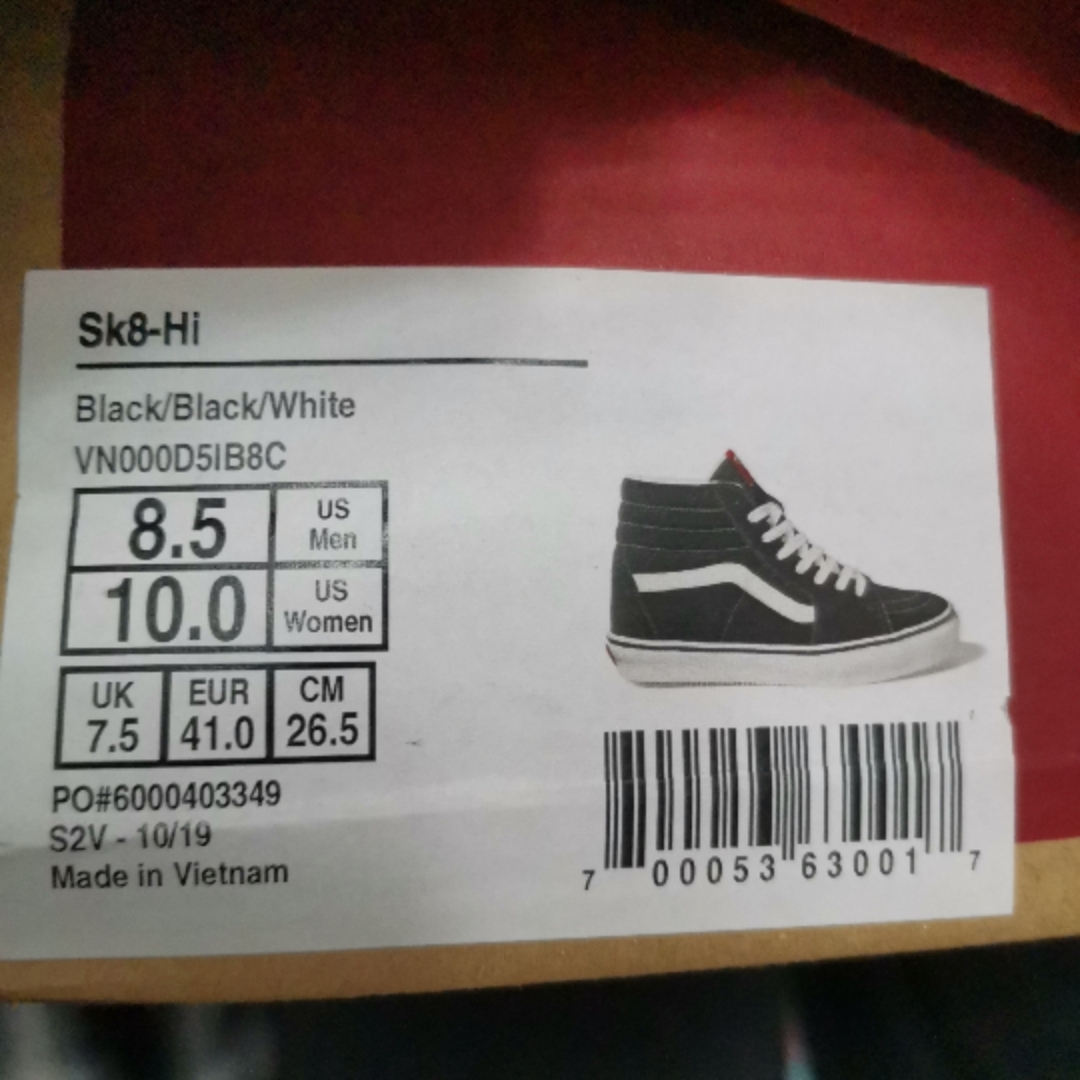 Sk8-Hi
Black/Black/White
VN000D5IB8C
8.5 US Men
10.0 US Women
UK EUR CM
7.5 41.0 26.5
PO#6000403349
S2V - 10/19
Made in Vietnam
7 00053 63001 7